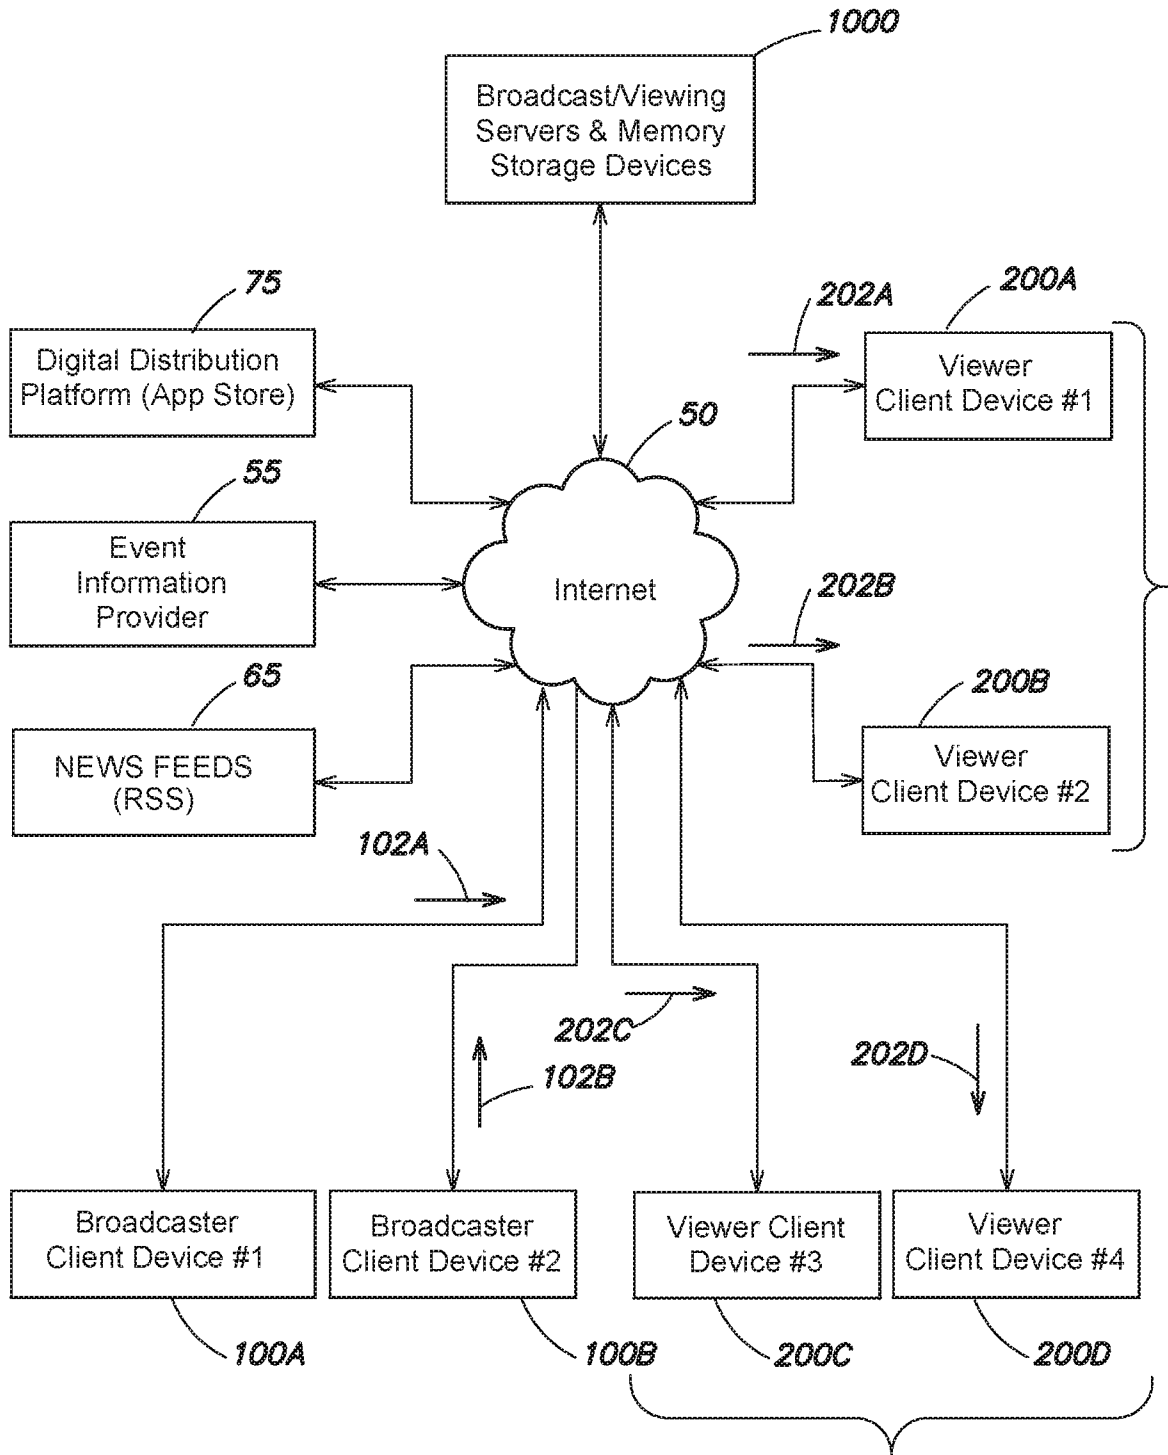 1000
Broadcast/Viewing
Servers & Memory
Storage Devices
75
Digital Distribution
Platform (App Store)
202A
200A
Viewer
Client Device #1
50
55
Event
Information
Provider
Internet
202B
65
NEWS FEEDS
(RSS)
200B
Viewer
Client Device #2
102A
202C
102B
202D
Broadcaster
Client Device #1
Broadcaster
Client Device #2
Viewer Client
Device #3
Viewer
Client Device #4
100A
100B
200C
200D